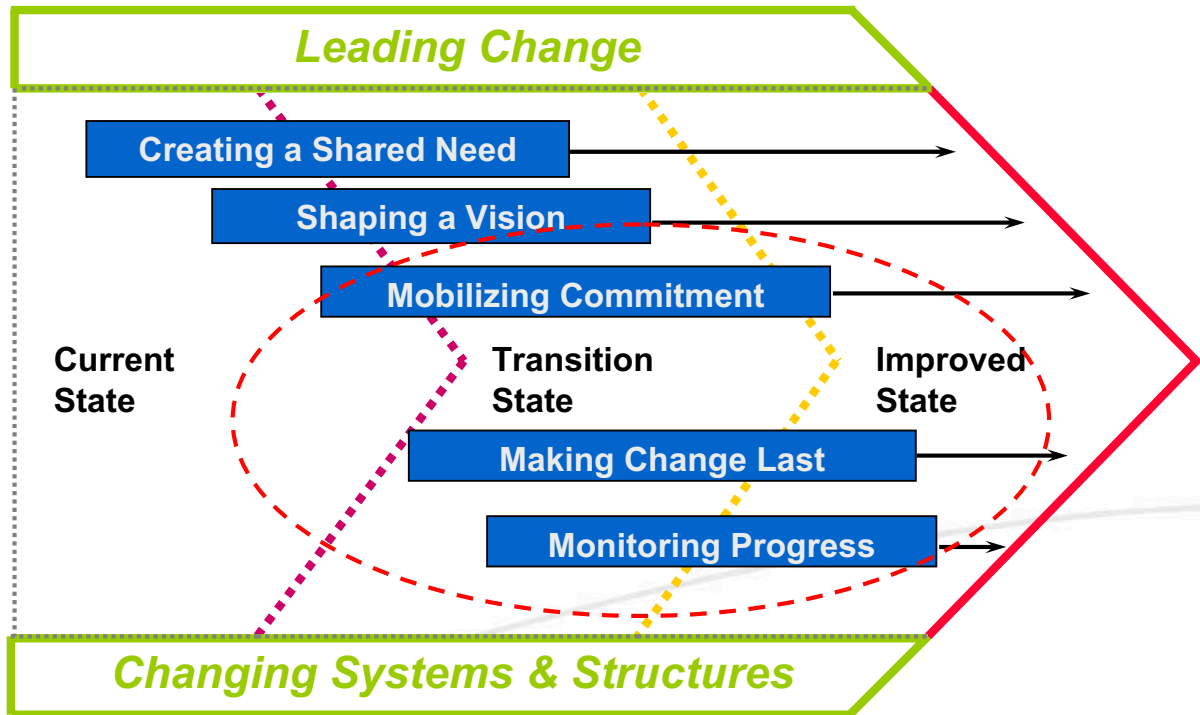 Leading Change
Creating a Shared Need
Shaping a Vision
Mobilizing Commitment
Current
State
Transition
State
Improved
State
Making Change Last
Monitoring Progress
Changing Systems & Structures